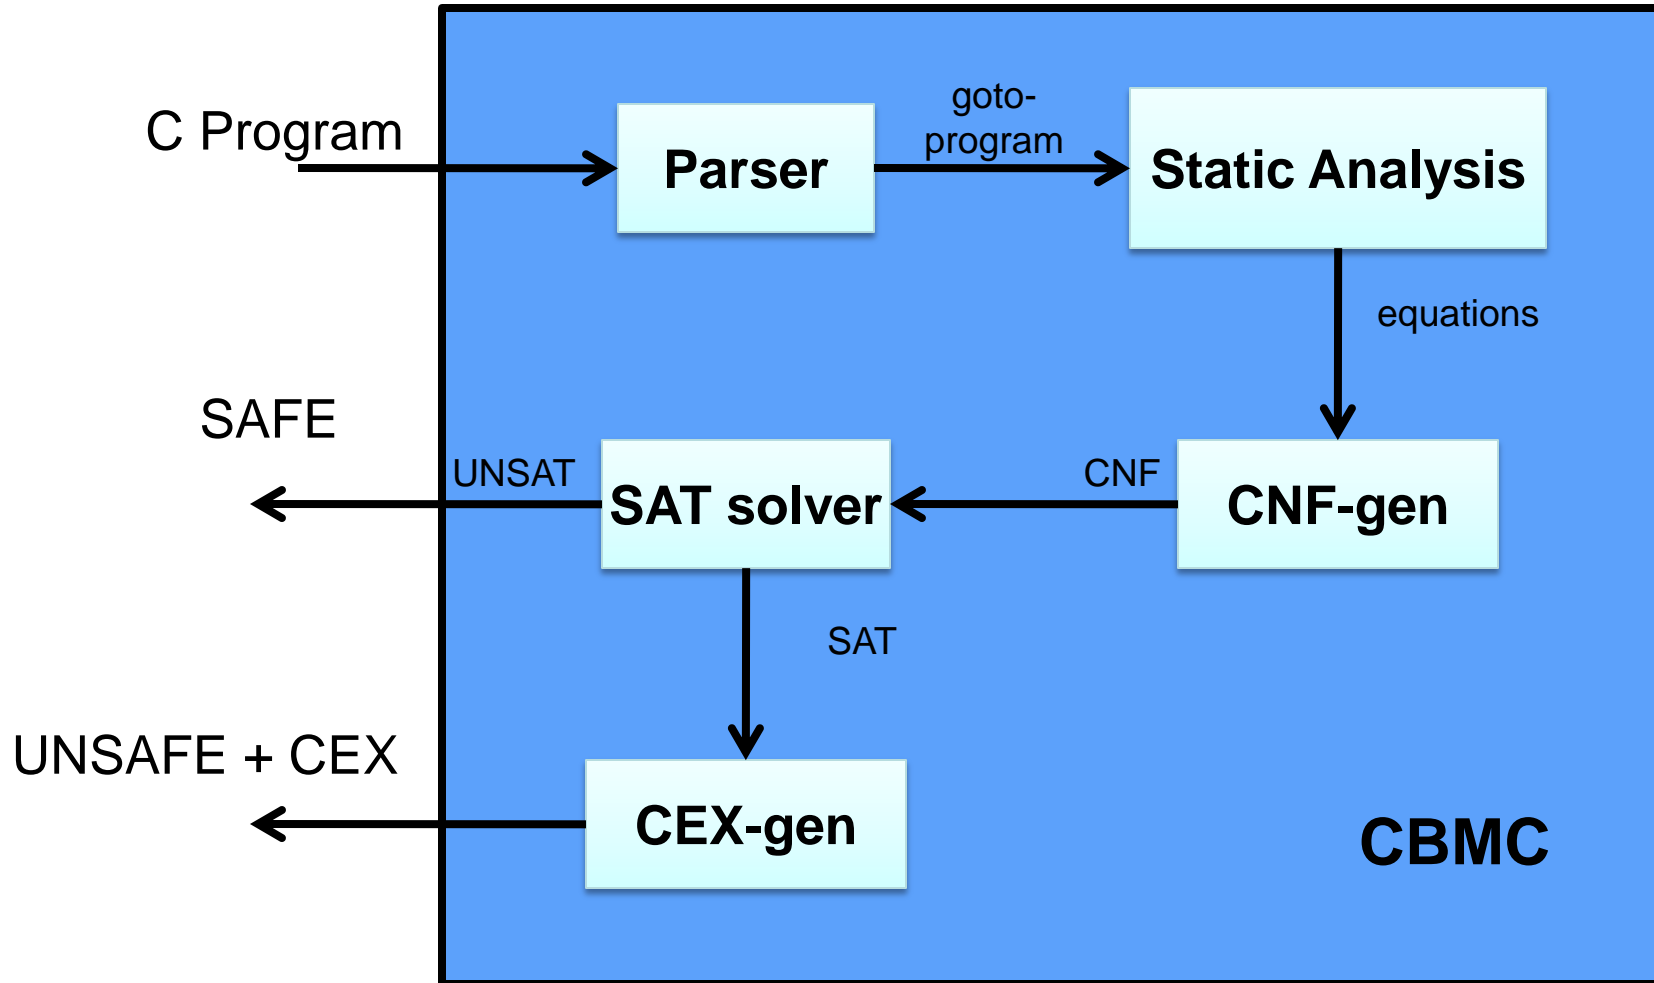 C Program
Parser
goto-
program
Static Analysis
equations
SAFE
UNSAT
SAT solver
CNF
CNF-gen
SAT
UNSAFE + CEX
CEX-gen
CBMC